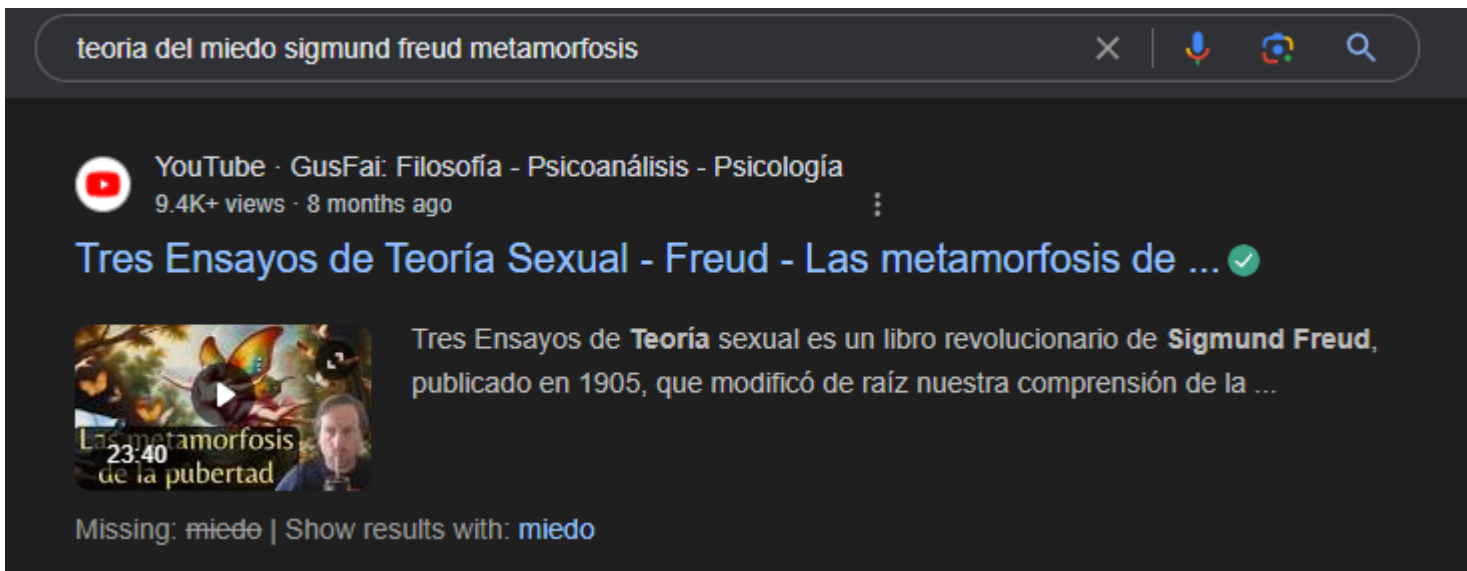 teoria del miedo sigmund freud metamorfosis
YouTube · GusFai: Filosofía - Psicoanálisis - Psicología
9.4K+ views · 8 months ago
Tres Ensayos de Teoría Sexual - Freud - Las metamorfosis de ...
Tres Ensayos de Teoría sexual es un libro revolucionario de Sigmund Freud,
publicado en 1905, que modificó de raíz nuestra comprensión de la ...
Las metamorfosis
23:40
de la pubertad
Missing: miedo | Show results with: miedo